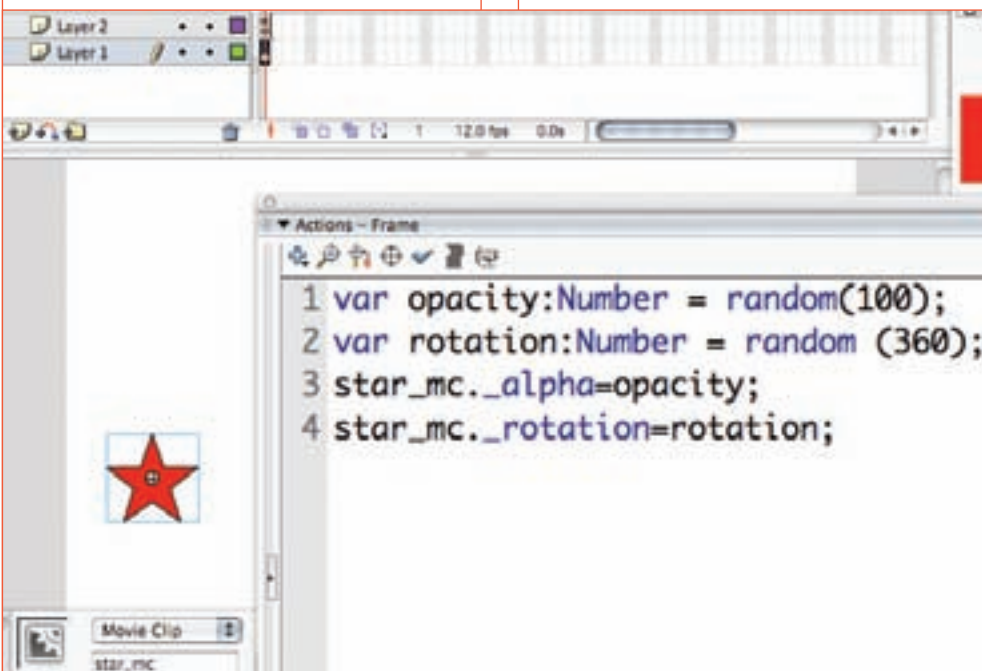 Layer 2
Layer 1
1 12.0 fps 0.0s
Actions - Frame
1 var opacity:Number = random(100);
2 var rotation:Number = random (360);
3 star_mc._alpha=opacity;
4 star_mc._rotation=rotation;
Movie Clip
star_mc